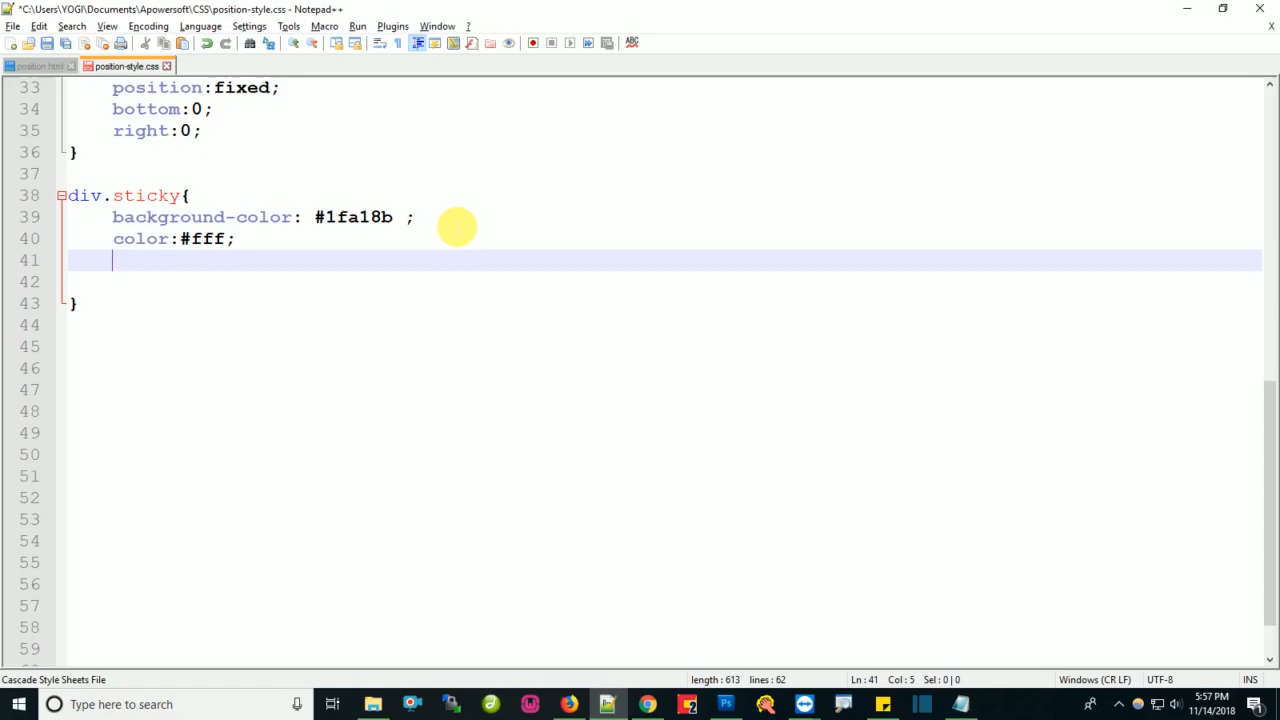 *C:\Users\YOGI\Documents\Apowersoft\CSS\position-style.css - Notepad++
File Edit Search View Encoding Language Settings Tools Macro Run Plugins Window ?
X
position.html position-style.css
33 position:fixed;
34 bottom:0;
35 right:0;
36 }
37
38 div.sticky{
39 background-color: #1fa18b ;
40 color:#fff;
41
42
43 }
44
45
46
47
48
49
50
51
52
53
54
55
56
57
58
59
Cascade Style Sheets File length : 613 lines : 62 Ln : 41 Col : 5 Sel : 0 | 0 Windows (CR LF) UTF-8 INS
Type here to search
5:57 PM
11/14/2018